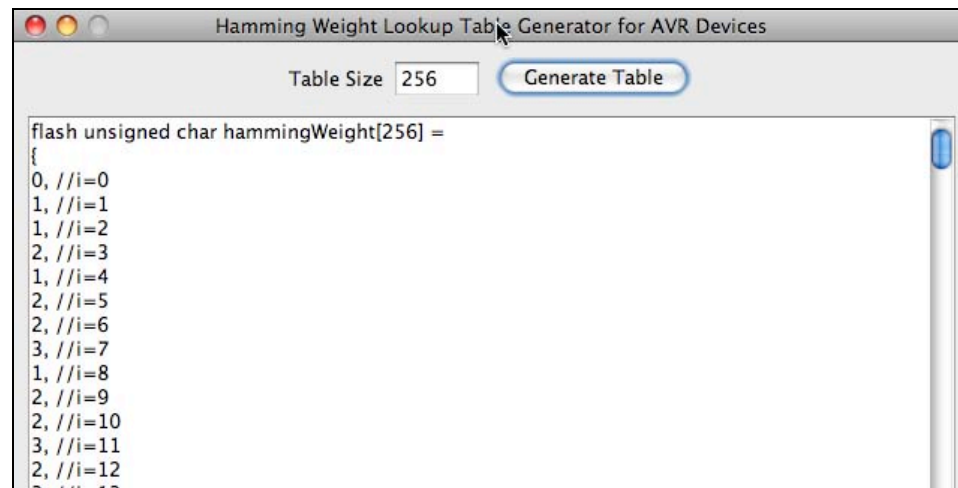 Hamming Weight Lookup Table Generator for AVR Devices
Table Size 256 Generate Table
flash unsigned char hammingWeight[256] =
{
0, //i=0
1, //i=1
1, //i=2
2, //i=3
1, //i=4
2, //i=5
2, //i=6
3, //i=7
1, //i=8
2, //i=9
2, //i=10
3, //i=11
2, //i=12